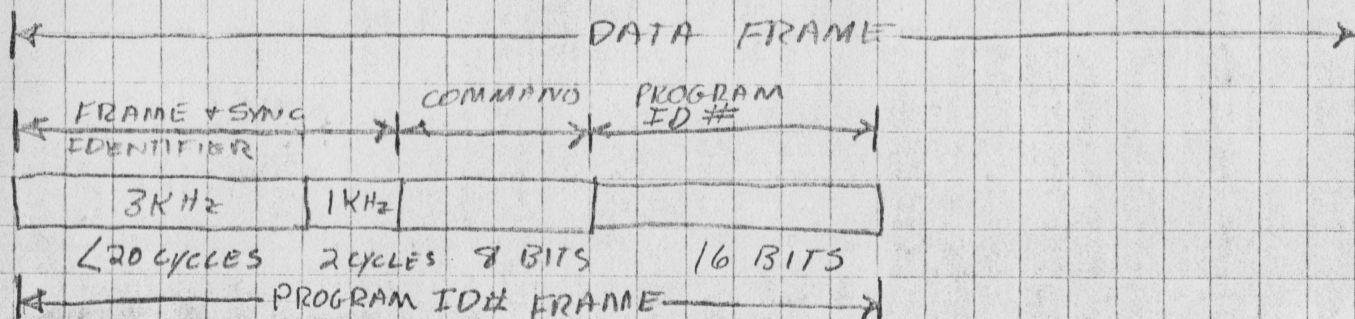 DATA FRAME
FRAME + SYNC
IDENTIFIER
COMMAND
PROGRAM
ID #
3KHz
1KHz
<20 CYCLES
2 CYCLES
8 BITS
16 BITS
PROGRAM ID# FRAME